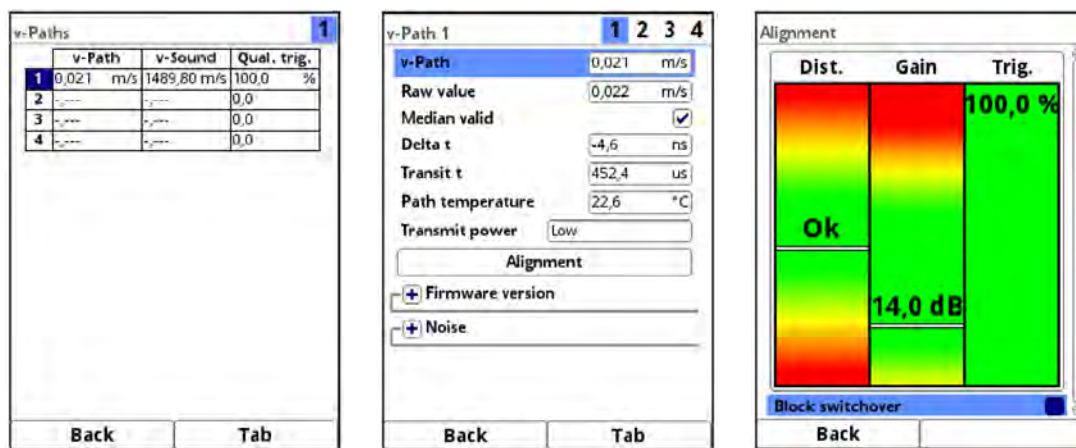 v-Paths 1
v-Path v-Sound Qual. trig.
1 0,021 m/s 1489,80 m/s 100,0 %
2 -,--- -,--- 0,0
3 -,--- -,--- 0,0
4 -,--- -,--- 0,0
Back Tab
v-Path 1 1 2 3 4
v-Path 0,021 m/s
Raw value 0,022 m/s
Median valid
Delta t -4,6 ns
Transit t 452,4 us
Path temperature 22,6 °C
Transmit power Low
Alignment
+ Firmware version
+ Noise
Back Tab
Alignment
Dist. Gain Trig.
100,0 %
Ok
14,0 dB
Block switchover
Back